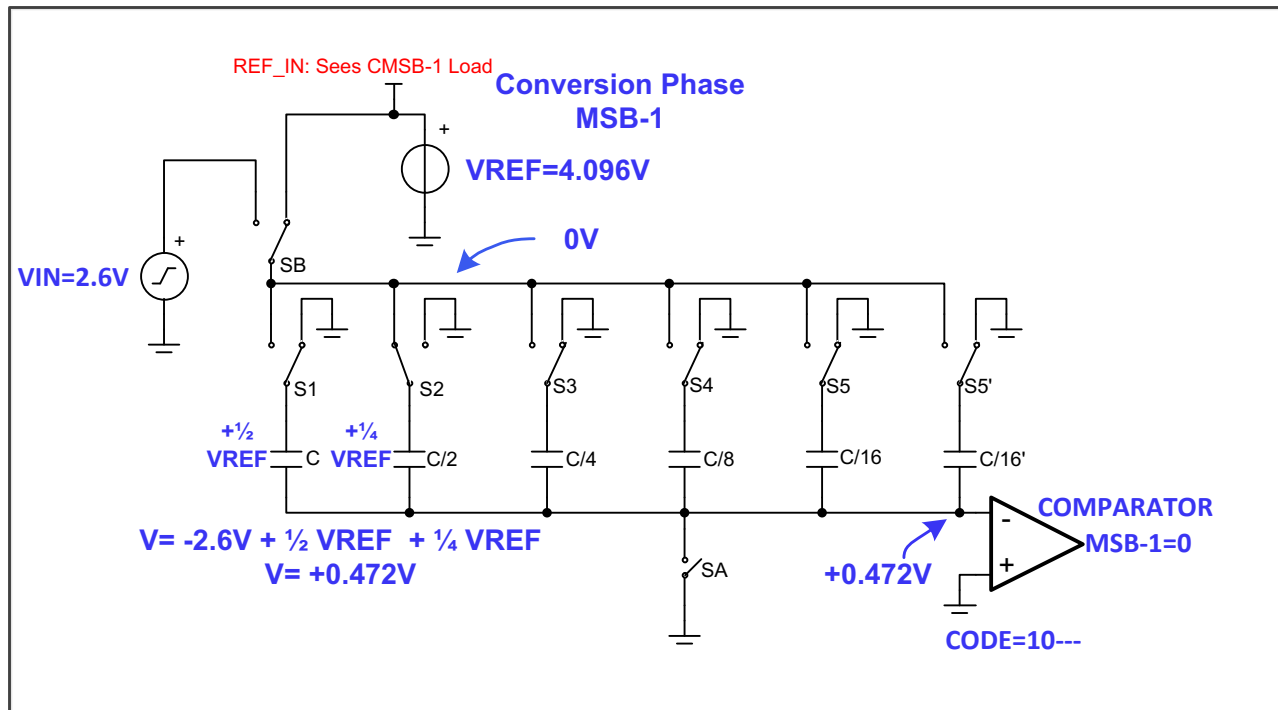 REF_IN: Sees CMSB-1 Load
Conversion Phase
MSB-1
+
VREF=4.096V
+
VIN=2.6V
SB
0V
S1
S2
S3
S4
S5
S5'
+½
VREF
C
+¼
VREF
C/2
C/4
C/8
C/16
C/16'
V= -2.6V + ½ VREF + ¼ VREF
V= +0.472V
SA
+0.472V
COMPARATOR
-
MSB-1=0
+
CODE=10---